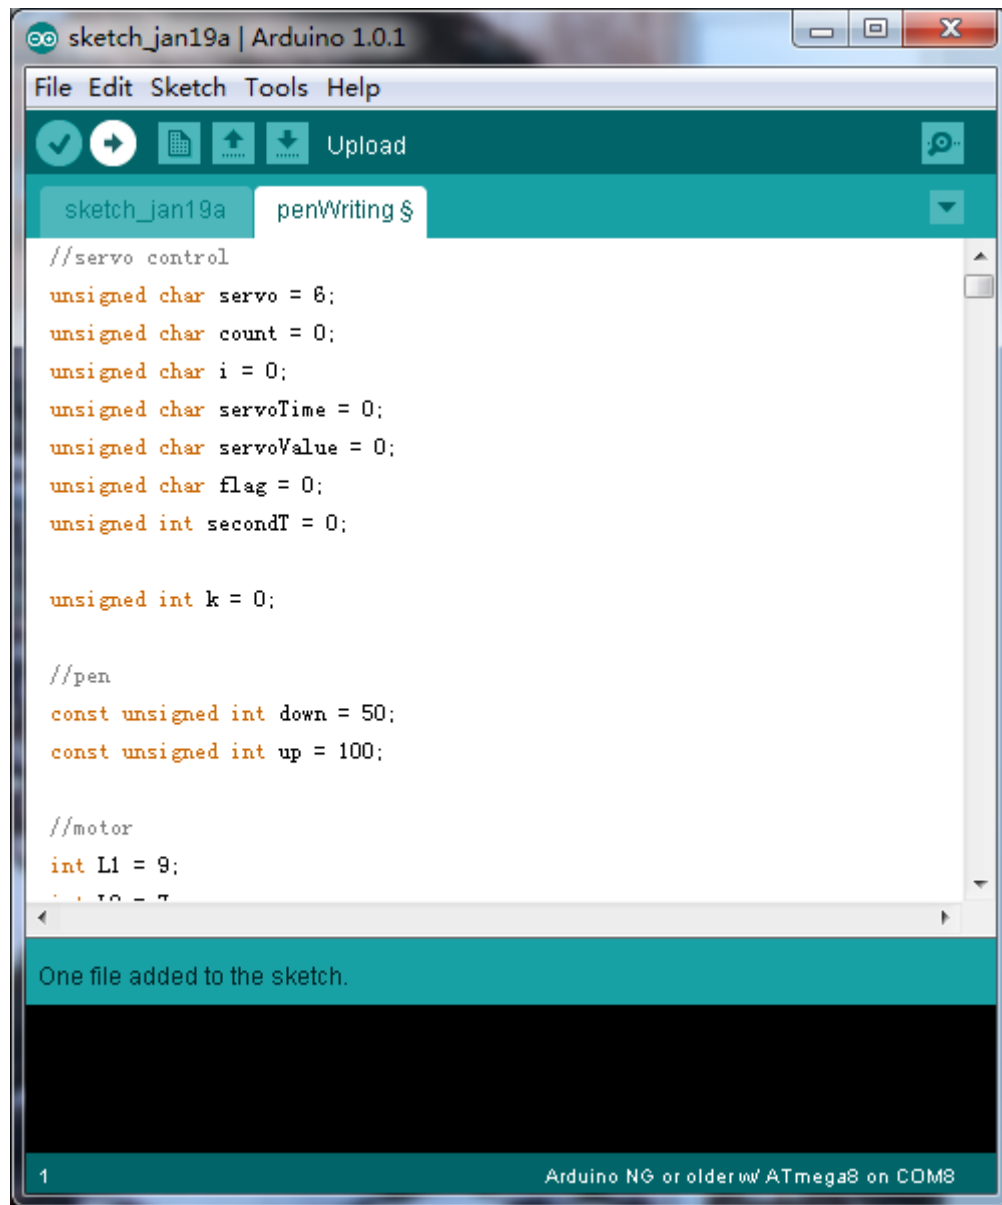 sketch_jan19a | Arduino 1.0.1
File Edit Sketch Tools Help
Upload
sketch_jan19a penWriting §
//servo control
unsigned char servo = 6;
unsigned char count = 0;
unsigned char i = 0;
unsigned char servoTime = 0;
unsigned char servoValue = 0;
unsigned char flag = 0;
unsigned int secondT = 0;
unsigned int k = 0;
//pen
const unsigned int down = 50;
const unsigned int up = 100;
//motor
int L1 = 9;
One file added to the sketch.
1 Arduino NG or older w/ ATmega8 on COM8